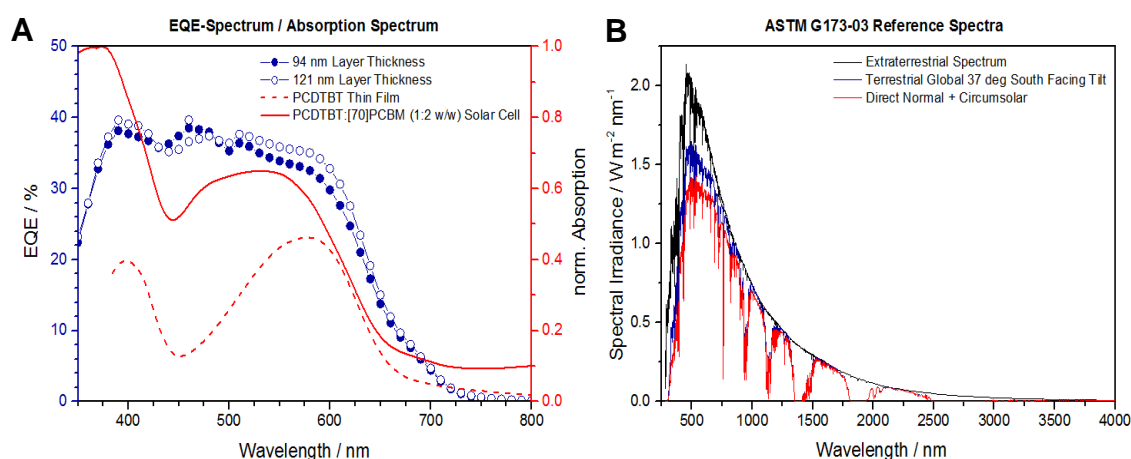 A
EQE-Spectrum / Absorption Spectrum
94 nm Layer Thickness
121 nm Layer Thickness
PCDTBT Thin Film
PCDTBT:[70]PCBM (1:2 w/w) Solar Cell
EQE / %
50
40
30
20
10
0
norm. Absorption
1.0
0.8
0.6
0.4
0.2
0.0
400
500
600
700
800
Wavelength / nm
B
ASTM G173-03 Reference Spectra
Extraterrestrial Spectrum
Terrestrial Global 37 deg South Facing Tilt
Direct Normal + Circumsolar
Spectral Irradiance / W m⁻² nm⁻¹
2.0
1.5
1.0
0.5
0.0
500
1000
1500
2000
2500
3000
3500
4000
Wavelength / nm